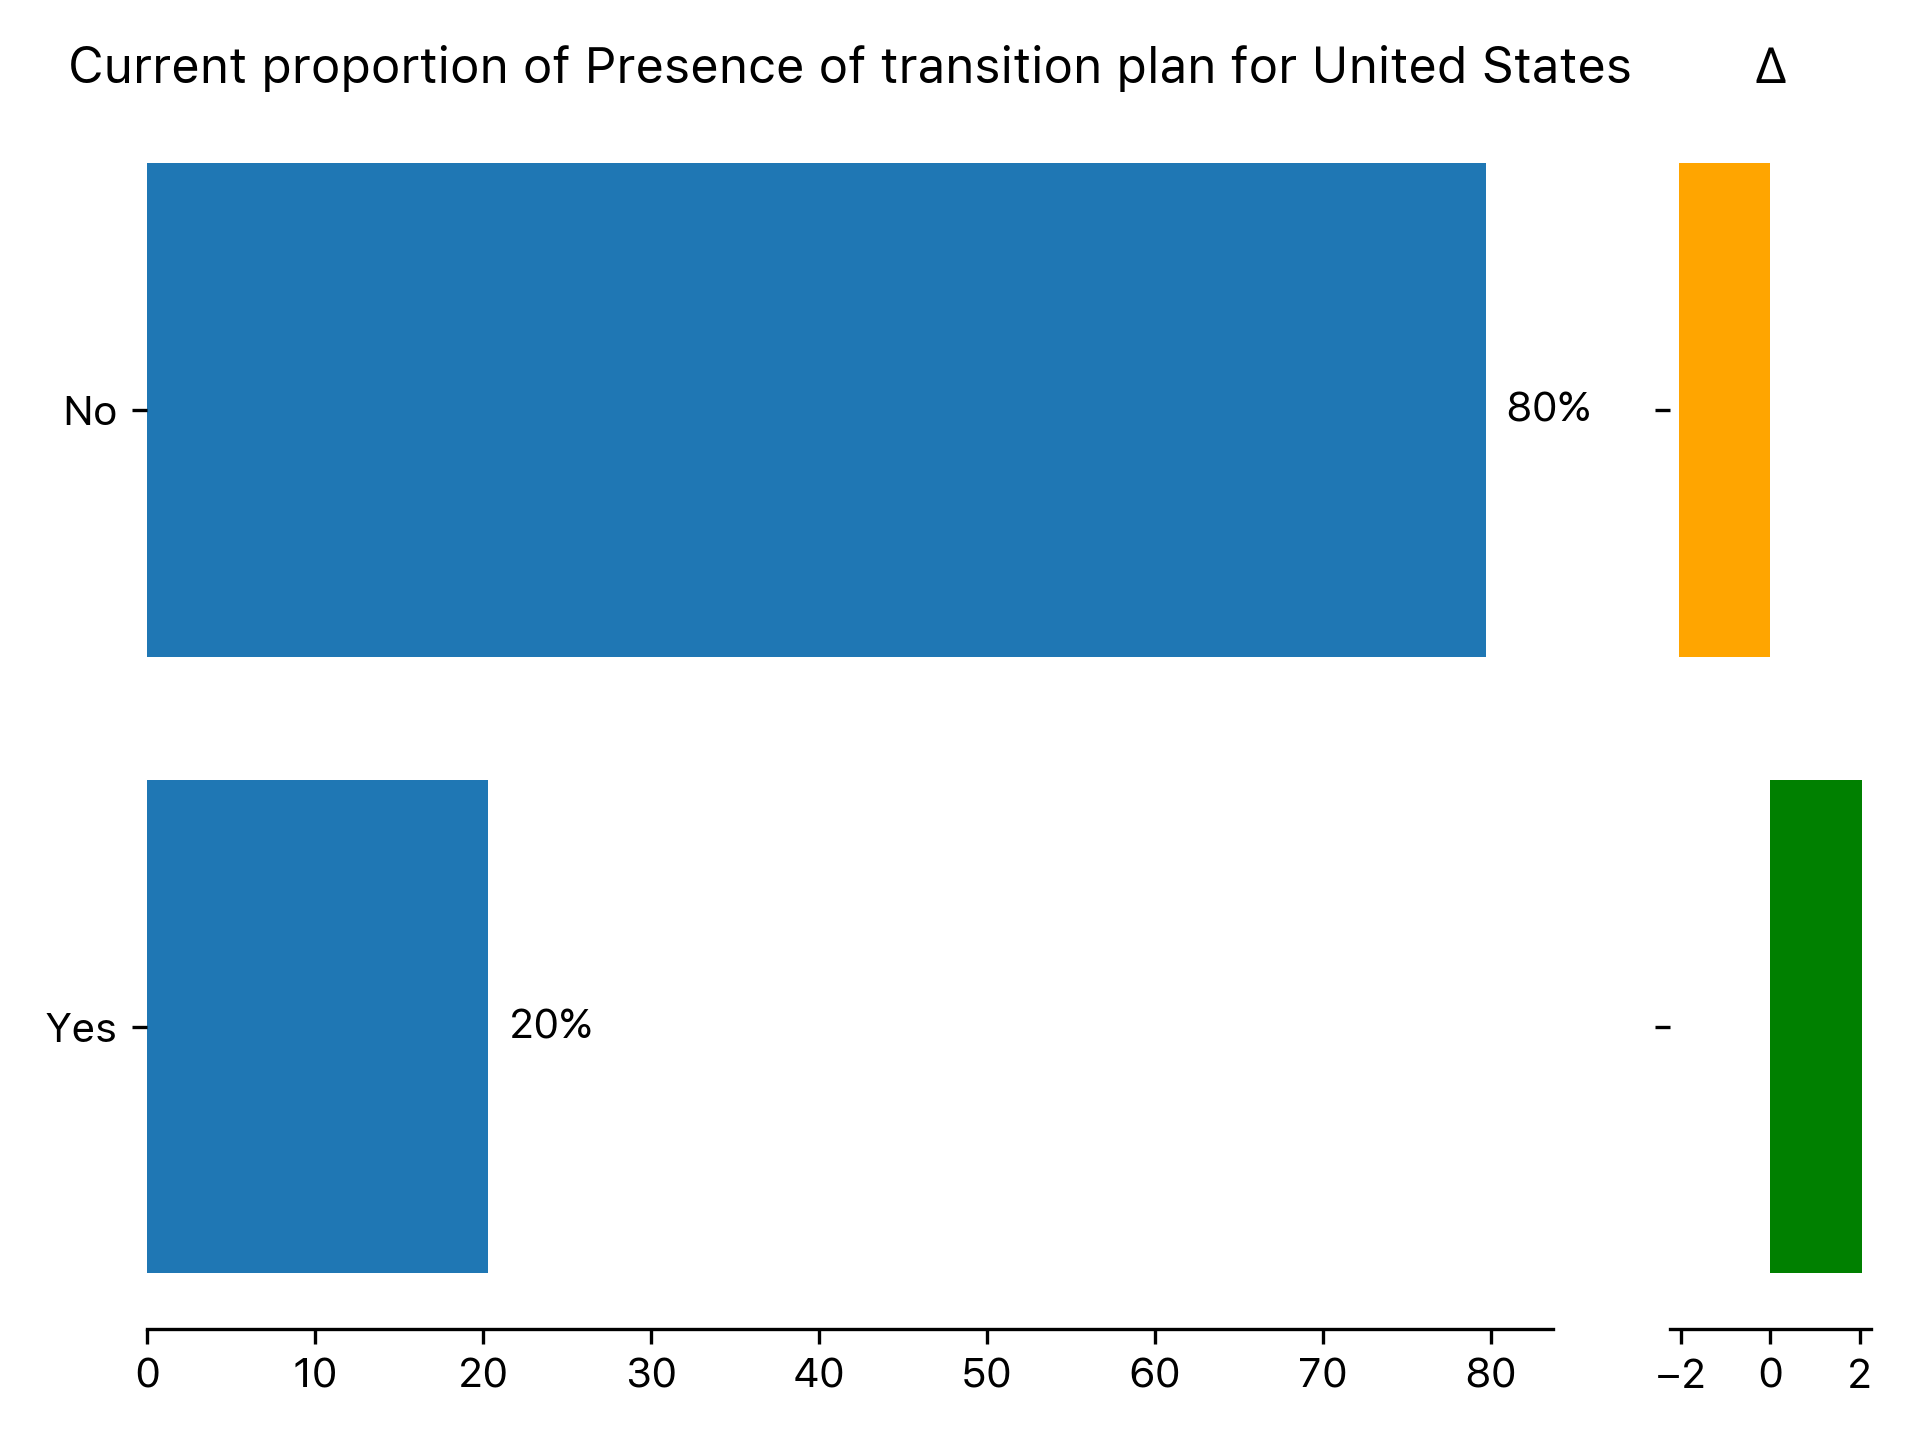 Current proportion of Presence of transition plan for United States
Δ
No
80%
Yes
20%
0 10 20 30 40 50 60 70 80
−2 0 2